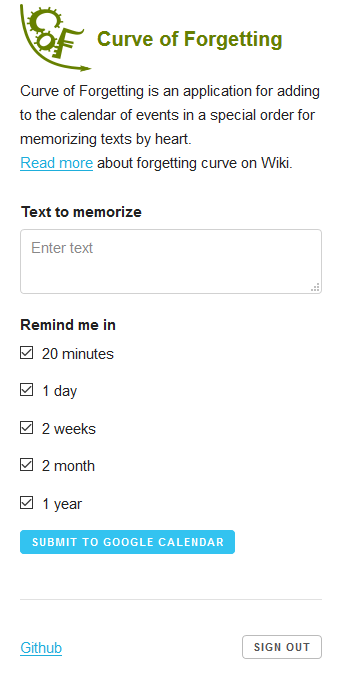 Curve of Forgetting
Curve of Forgetting is an application for adding
to the calendar of events in a special order for
memorizing texts by heart.
Read more about forgetting curve on Wiki.
Text to memorize
Enter text
Remind me in
20 minutes
1 day
2 weeks
2 month
1 year
SUBMIT TO GOOGLE CALENDAR
Github
SIGN OUT